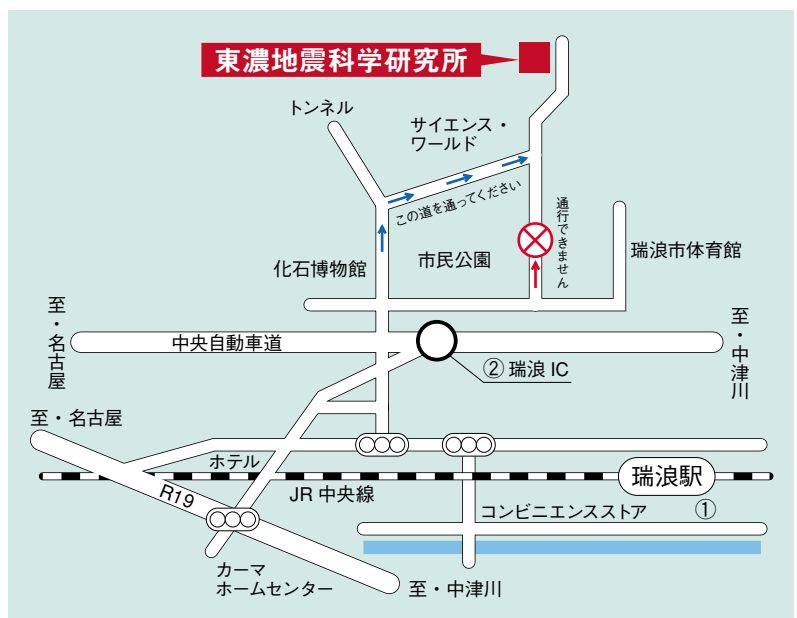 東濃地震科学研究所
トンネル
サイエンス・
ワールド
この道を通ってください
通行できません
化石博物館
市民公園
瑞浪市体育館
至・名古屋
中央自動車道
至・中津川
②瑞浪 IC
至・名古屋
ホテル
R19
JR 中央線
瑞浪駅
①
コンビニエンスストア
カーマ
ホームセンター
至・中津川